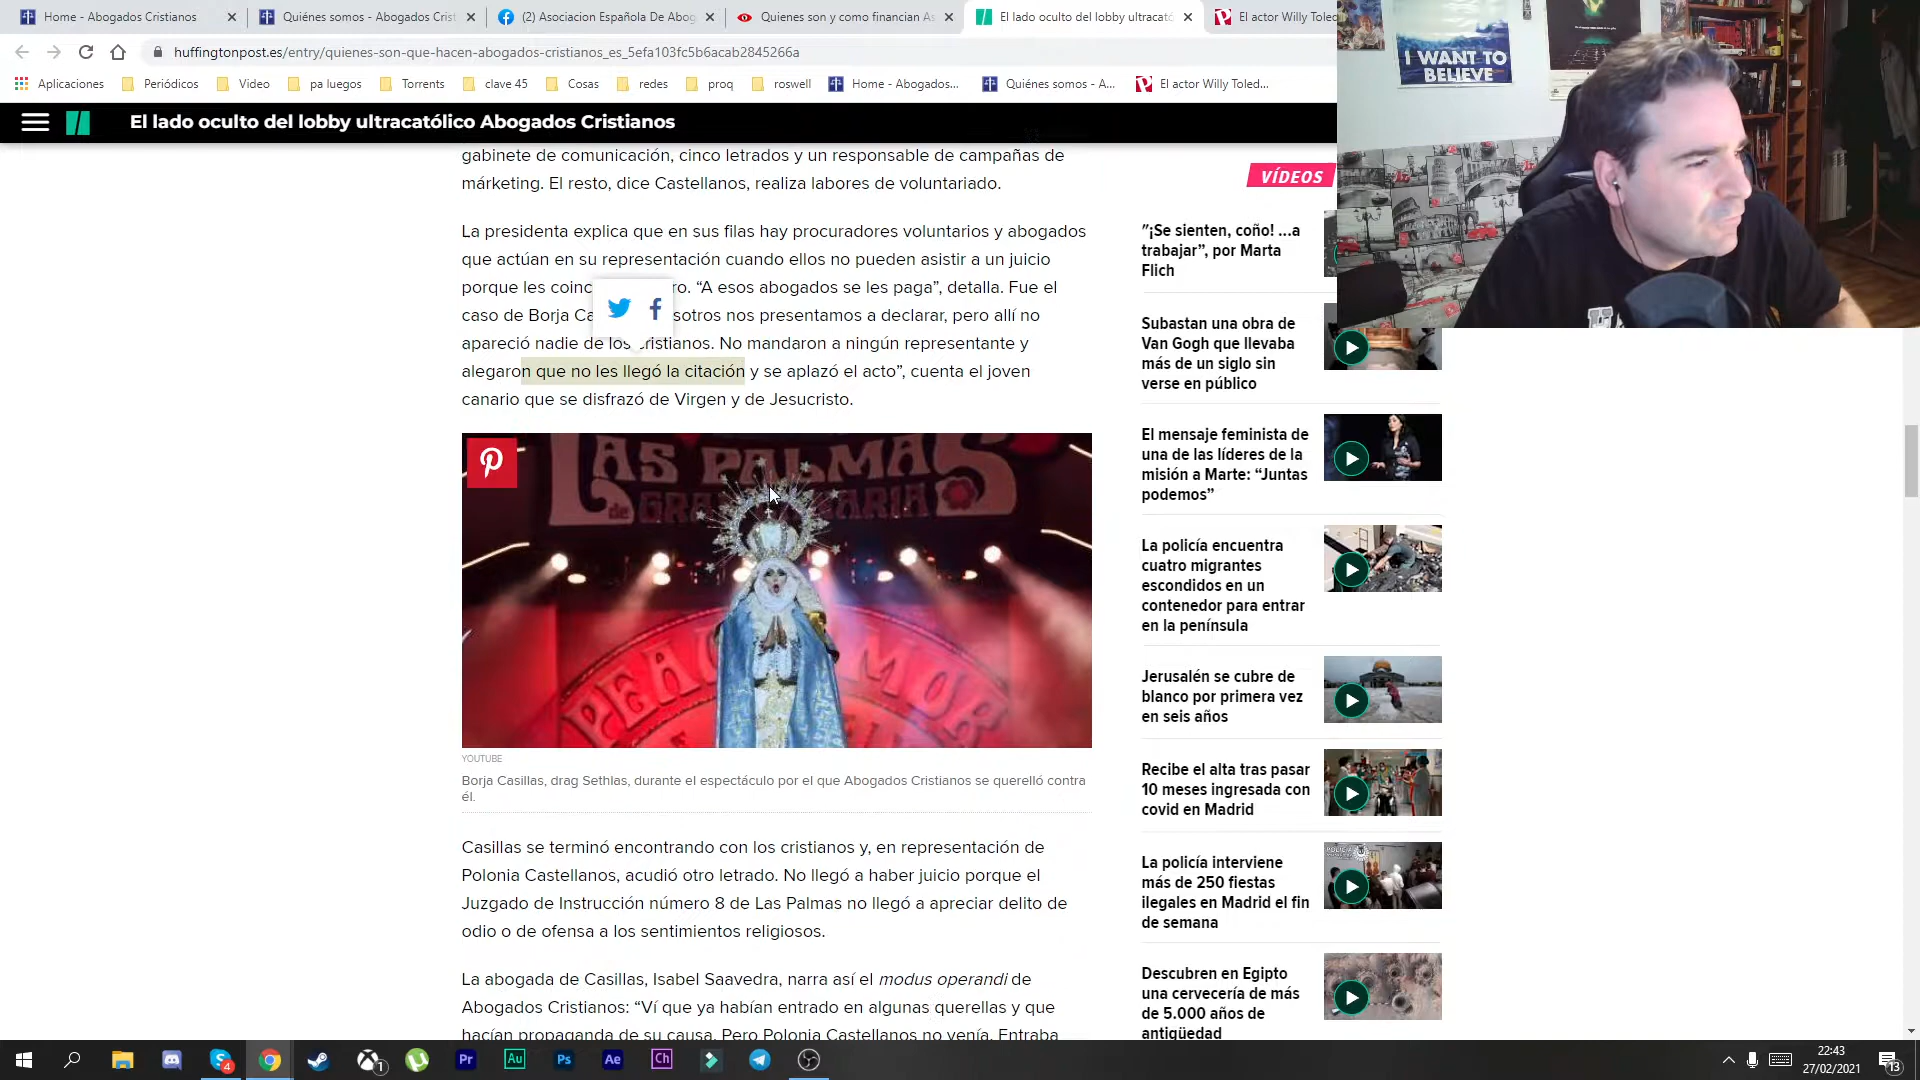 Home - Abogados Cristianos
Quiénes somos - Abogados Crist
(2) Asociacion Española De Abog
Quienes son y como financian As
El lado oculto del lobby ultracató
El actor Willy Toled
huffingtonpost.es/entry/quienes-son-que-hacen-abogados-cristianos_es_5efa103fc5b6acab2845266a
Aplicaciones
Periódicos
Video
pa luegos
Torrents
clave 45
Cosas
redes
proq
roswell
Home - Abogados...
Quiénes somos - A...
El actor Willy Toled...
I WANT TO
BELIEVE
El lado oculto del lobby ultracatólico Abogados Cristianos
gabinete de comunicación, cinco letrados y un responsable de campañas de
márketing. El resto, dice Castellanos, realiza labores de voluntariado.
La presidenta explica que en sus filas hay procuradores voluntarios y abogados
que actúan en su representación cuando ellos no pueden asistir a un juicio
porque les coinc ro. “A esos abogados se les paga”, detalla. Fue el
caso de Borja Ca sotros nos presentamos a declarar, pero allí no
apareció nadie de los cristianos. No mandaron a ningún representante y
alegaron que no les llegó la citación y se aplazó el acto”, cuenta el joven
canario que se disfrazó de Virgen y de Jesucristo.
LAS PALMAS
de GRAN CANARIA
YOUTUBE
Borja Casillas, drag Sethlas, durante el espectáculo por el que Abogados Cristianos se querelló contra
él.
Casillas se terminó encontrando con los cristianos y, en representación de
Polonia Castellanos, acudió otro letrado. No llegó a haber juicio porque el
Juzgado de Instrucción número 8 de Las Palmas no llegó a apreciar delito de
odio o de ofensa a los sentimientos religiosos.
La abogada de Casillas, Isabel Saavedra, narra así el modus operandi de
Abogados Cristianos: “Ví que ya habían entrado en algunas querellas y que
hacían propaganda de su causa. Pero Polonia Castellanos no venía. Entraba
VÍDEOS
"¡Se sienten, coño! ...a
trabajar”, por Marta
Flich
Subastan una obra de
Van Gogh que llevaba
más de un siglo sin
verse en público
El mensaje feminista de
una de las líderes de la
misión a Marte: “Juntas
podemos”
La policía encuentra
cuatro migrantes
escondidos en un
contenedor para entrar
en la península
Jerusalén se cubre de
blanco por primera vez
en seis años
Recibe el alta tras pasar
10 meses ingresada con
covid en Madrid
La policía interviene
más de 250 fiestas
ilegales en Madrid el fin
de semana
Descubren en Egipto
una cervecería de más
de 5.000 años de
antigüedad
4
1
Pr
Au
Ps
Ae
Ch
22:43
27/02/2021
13